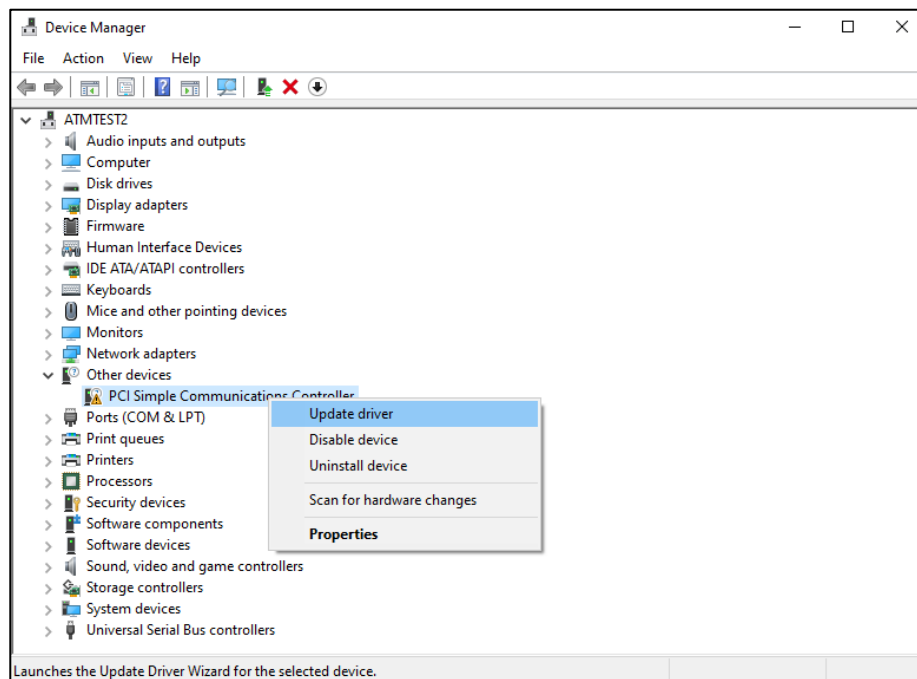 Device Manager
File Action View Help
ATMTEST2
Audio inputs and outputs
Computer
Disk drives
Display adapters
Firmware
Human Interface Devices
IDE ATA/ATAPI controllers
Keyboards
Mice and other pointing devices
Monitors
Network adapters
Other devices
PCI Simple Communications Controller
Ports (COM & LPT)
Print queues
Printers
Processors
Security devices
Software components
Software devices
Sound, video and game controllers
Storage controllers
System devices
Universal Serial Bus controllers
Update driver
Disable device
Uninstall device
Scan for hardware changes
Properties
Launches the Update Driver Wizard for the selected device.